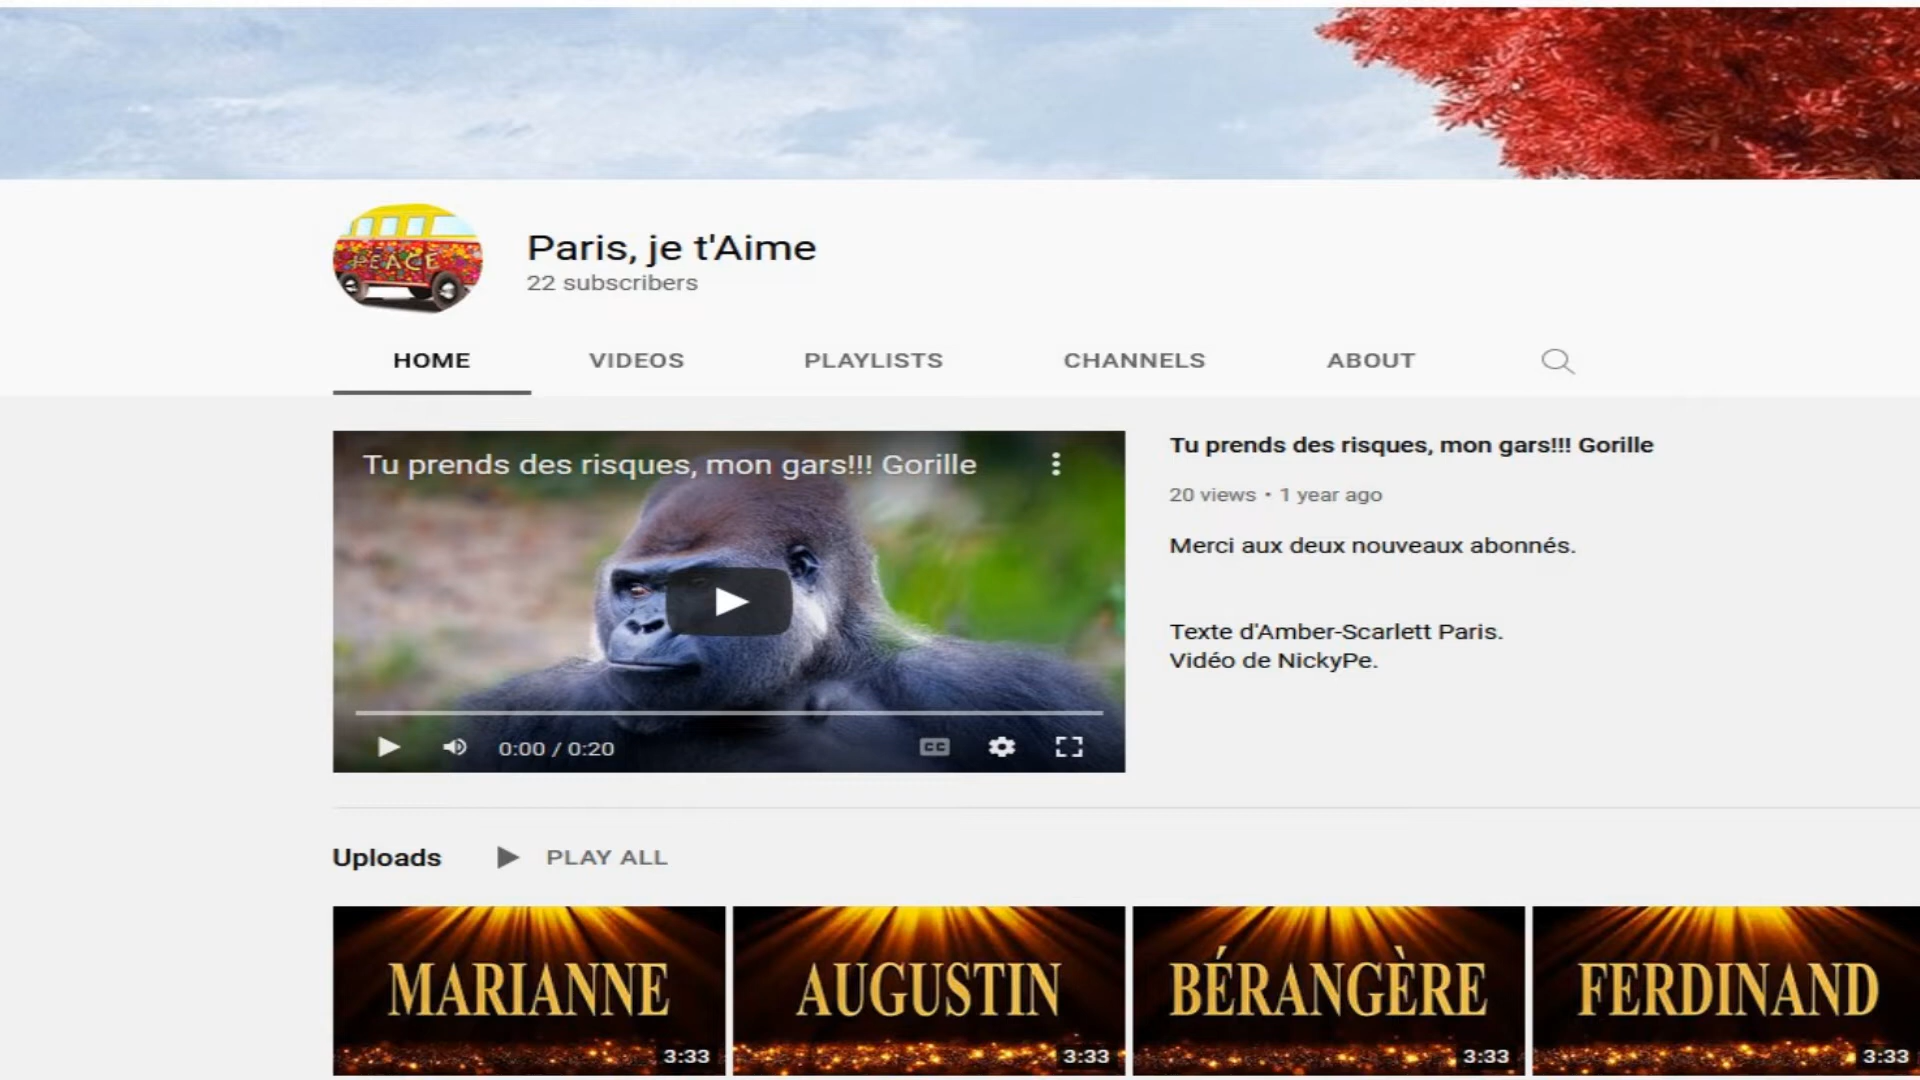 PEACE
Paris, je t'Aime
22 subscribers
HOME VIDEOS PLAYLISTS CHANNELS ABOUT
Tu prends des risques, mon gars!!! Gorille
0:00 / 0:20
CC
Tu prends des risques, mon gars!!! Gorille
20 views • 1 year ago
Merci aux deux nouveaux abonnés.
Texte d'Amber-Scarlett Paris.
Vidéo de NickyPe.
Uploads PLAY ALL
MARIANNE
3:33
AUGUSTIN
3:33
BÉRANGÈRE
3:33
FERDINAND
3:33